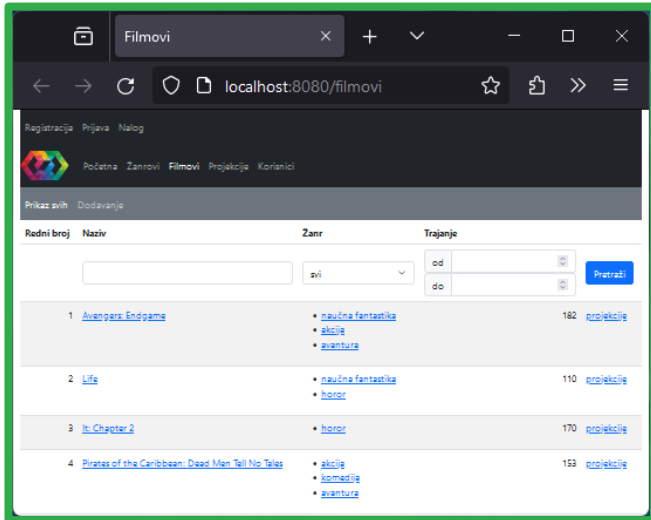 Filmovi
localhost:8080/filmovi
Registracija Prijava Nalog
Početna Žanrovi Filmovi Projekcije Korisnici
Prikaz svih Dodavanje
Redni broj Naziv Žanr Trajanje
svi od
do
Pretraži
1 Avengers: Endgame • naučna fantastika 182 projekcije
• akcija
• avantura
2 Life • naučna fantastika 110 projekcije
• horor
3 It: Chapter 2 • horor 170 projekcije
4 Pirates of the Caribbean: Dead Men Tell No Tales • akcija 153 projekcije
• komedija
• avantura